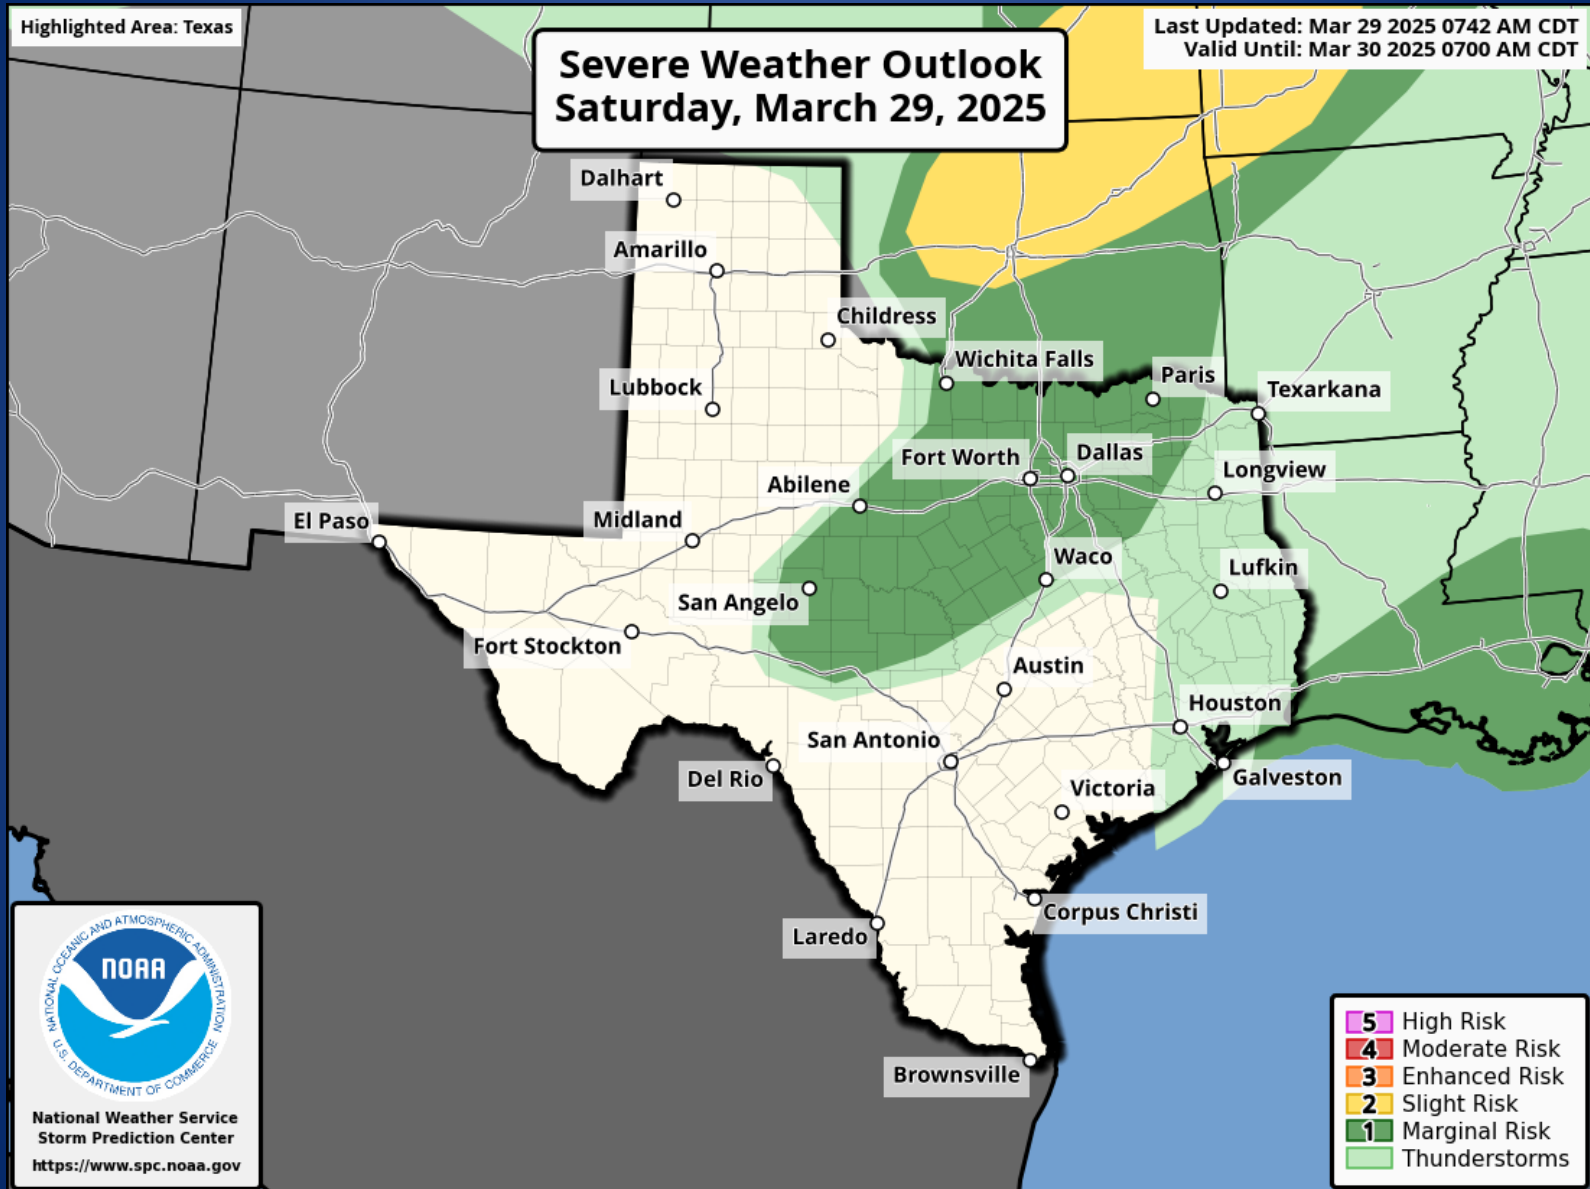 Highlighted Area: Texas
Severe Weather Outlook
Saturday, March 29, 2025
Last Updated: Mar 29 2025 0742 AM CDT
Valid Until: Mar 30 2025 0700 AM CDT
Dalhart
Amarillo
Childress
Wichita Falls
Paris
Texarkana
Lubbock
Fort Worth
Dallas
Longview
Abilene
El Paso
Midland
Waco
Lufkin
San Angelo
Fort Stockton
Austin
Houston
San Antonio
Del Rio
Galveston
Victoria
Corpus Christi
Laredo
Brownsville
NATIONAL OCEANIC AND ATMOSPHERIC ADMINISTRATION
NOAA
U.S. DEPARTMENT OF COMMERCE
National Weather Service
Storm Prediction Center
https://www.spc.noaa.gov
5 High Risk
4 Moderate Risk
3 Enhanced Risk
2 Slight Risk
1 Marginal Risk
Thunderstorms